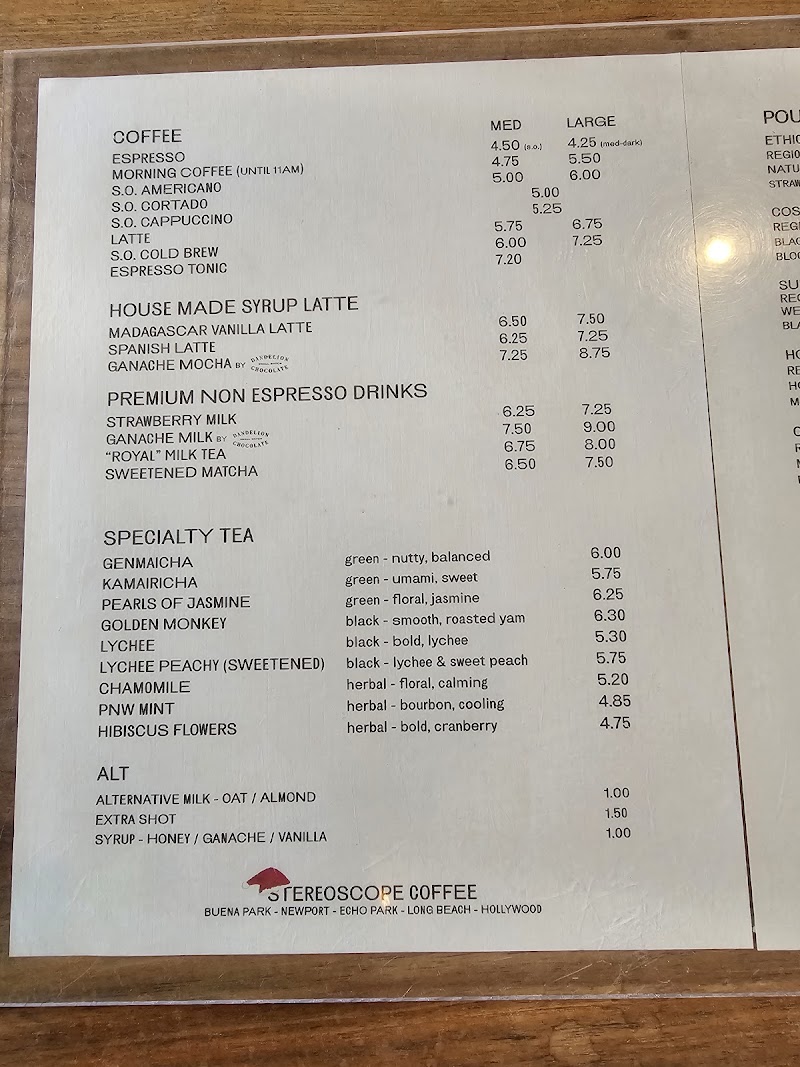 COFFEE MED LARGE
ESPRESSO 4.50 (s.o.) 4.25 (med-dark)
MORNING COFFEE (UNTIL 11AM) 4.75 5.50
S.O. AMERICANO 5.00 6.00
S.O. CORTADO 5.00
S.O. CAPPUCCINO 5.25
LATTE 5.75 6.75
S.O. COLD BREW 6.00 7.25
ESPRESSO TONIC 7.20
HOUSE MADE SYRUP LATTE
MADAGASCAR VANILLA LATTE 6.50 7.50
SPANISH LATTE 6.25 7.25
GANACHE MOCHA BY DANDELION CHOCOLATE 7.25 8.75
PREMIUM NON ESPRESSO DRINKS
STRAWBERRY MILK 6.25 7.25
GANACHE MILK BY DANDELION CHOCOLATE 7.50 9.00
“ROYAL” MILK TEA 6.75 8.00
SWEETENED MATCHA 6.50 7.50
SPECIALTY TEA
GENMAICHA green - nutty, balanced 6.00
KAMAIRICHA green - umami, sweet 5.75
PEARLS OF JASMINE green - floral, jasmine 6.25
GOLDEN MONKEY black - smooth, roasted yam 6.30
LYCHEE black - bold, lychee 5.30
LYCHEE PEACHY (SWEETENED) black - lychee & sweet peach 5.75
CHAMOMILE herbal - floral, calming 5.20
PNW MINT herbal - bourbon, cooling 4.85
HIBISCUS FLOWERS herbal - bold, cranberry 4.75
ALT
ALTERNATIVE MILK - OAT / ALMOND 1.00
EXTRA SHOT 1.50
SYRUP - HONEY / GANACHE / VANILLA 1.00
STEREOSCOPE COFFEE
BUENA PARK - NEWPORT - ECHO PARK - LONG BEACH - HOLLYWOOD